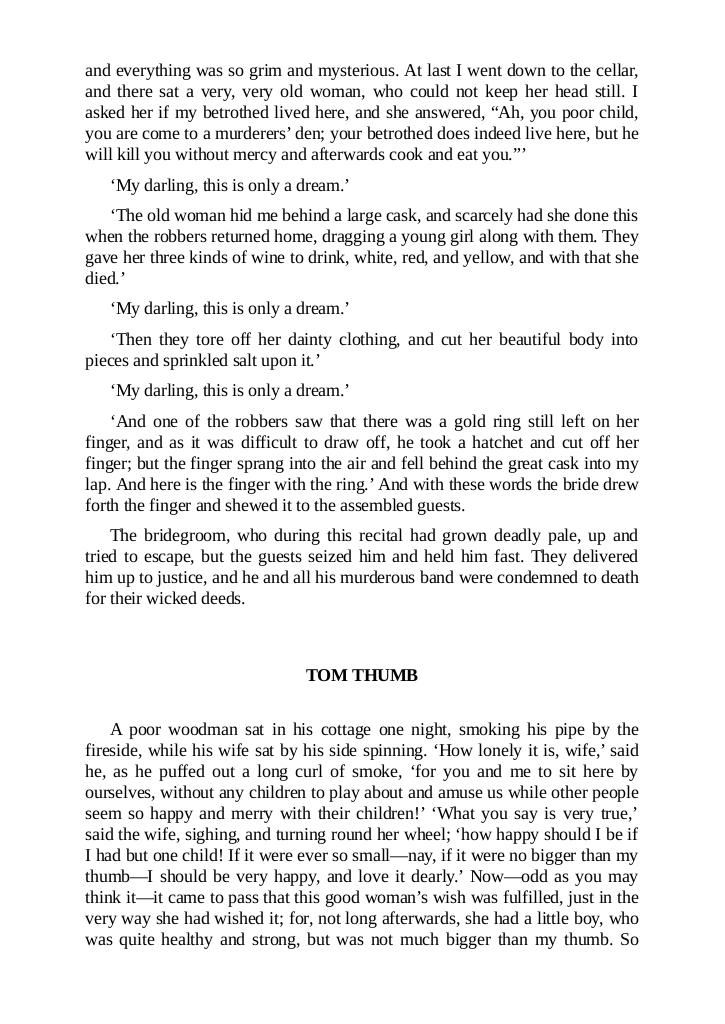 and everything was so grim and mysterious. At last I went down to the cellar,
and there sat a very, very old woman, who could not keep her head still. I
asked her if my betrothed lived here, and she answered, “Ah, you poor child,
you are come to a murderers’ den; your betrothed does indeed live here, but he
will kill you without mercy and afterwards cook and eat you.”’
‘My darling, this is only a dream.’
‘The old woman hid me behind a large cask, and scarcely had she done this
when the robbers returned home, dragging a young girl along with them. They
gave her three kinds of wine to drink, white, red, and yellow, and with that she
died.’
‘My darling, this is only a dream.’
‘Then they tore off her dainty clothing, and cut her beautiful body into
pieces and sprinkled salt upon it.’
‘My darling, this is only a dream.’
‘And one of the robbers saw that there was a gold ring still left on her
finger, and as it was difficult to draw off, he took a hatchet and cut off her
finger; but the finger sprang into the air and fell behind the great cask into my
lap. And here is the finger with the ring.’ And with these words the bride drew
forth the finger and shewed it to the assembled guests.
The bridegroom, who during this recital had grown deadly pale, up and
tried to escape, but the guests seized him and held him fast. They delivered
him up to justice, and he and all his murderous band were condemned to death
for their wicked deeds.
TOM THUMB
A poor woodman sat in his cottage one night, smoking his pipe by the
fireside, while his wife sat by his side spinning. ‘How lonely it is, wife,’ said
he, as he puffed out a long curl of smoke, ‘for you and me to sit here by
ourselves, without any children to play about and amuse us while other people
seem so happy and merry with their children!’ ‘What you say is very true,’
said the wife, sighing, and turning round her wheel; ‘how happy should I be if
I had but one child! If it were ever so small—nay, if it were no bigger than my
thumb—I should be very happy, and love it dearly.’ Now—odd as you may
think it—it came to pass that this good woman’s wish was fulfilled, just in the
very way she had wished it; for, not long afterwards, she had a little boy, who
was quite healthy and strong, but was not much bigger than my thumb. So